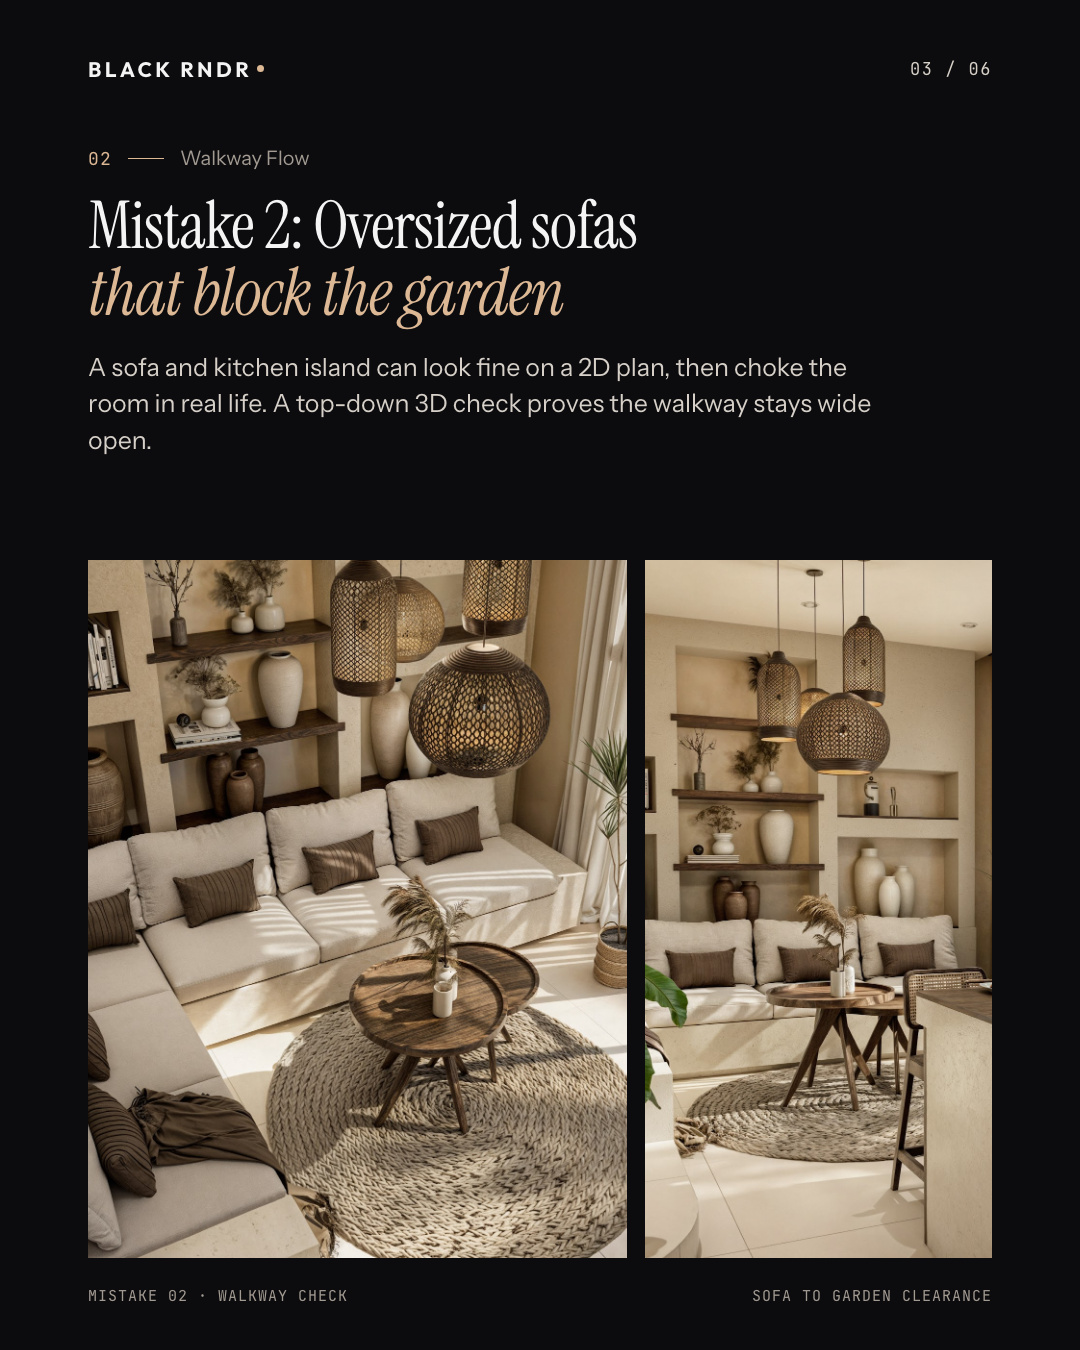 BLACK RNDR
03 / 06
02 — Walkway Flow
Mistake 2: Oversized sofas
that block the garden
A sofa and kitchen island can look fine on a 2D plan, then choke the
room in real life. A top-down 3D check proves the walkway stays wide
open.
MISTAKE 02 · WALKWAY CHECK
SOFA TO GARDEN CLEARANCE